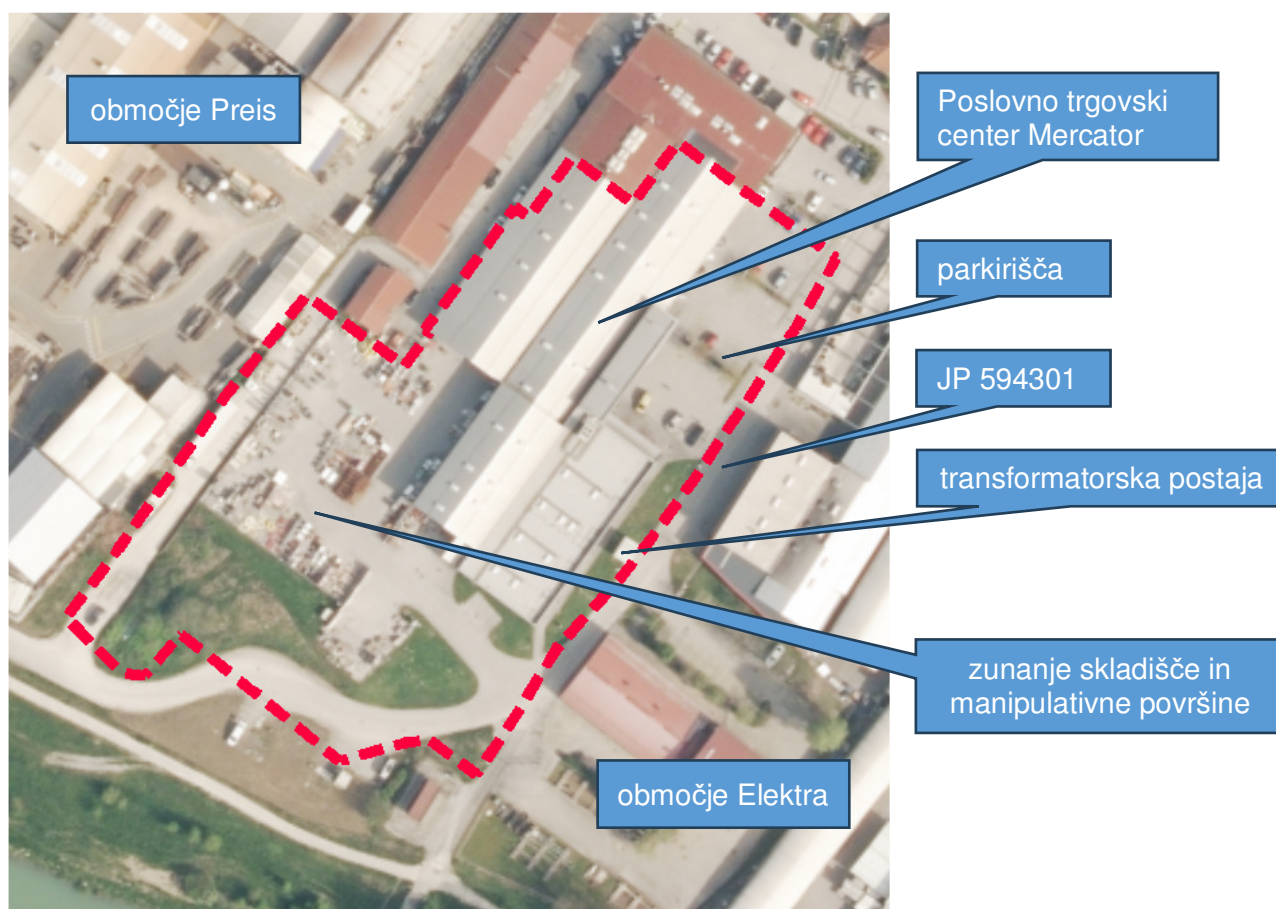 območje Preis
Poslovno trgovski
center Mercator
parkirišča
JP 594301
transformatorska postaja
zunanje skladišče in
manipulativne površine
območje Elektra